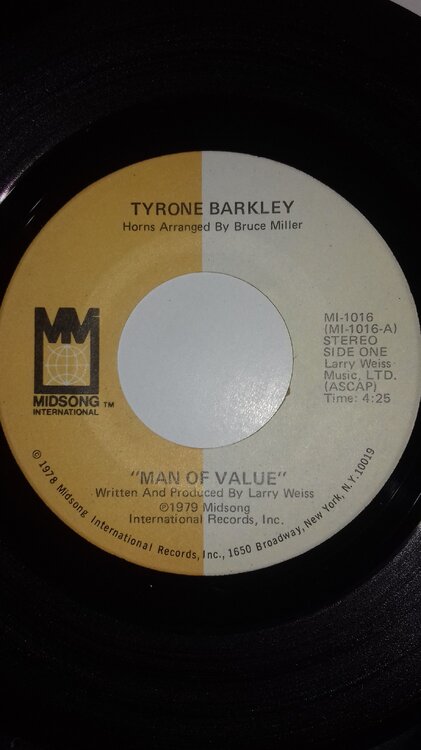 TYRONE BARKLEY
Horns Arranged By Bruce Miller
MM
MIDSONG TM
INTERNATIONAL
MI-1016
(MI-1016-A)
STEREO
SIDE ONE
Larry Weiss
Music, LTD.
(ASCAP)
Time: 4:25
"MAN OF VALUE"
Written And Produced By Larry Weiss
℗1979 Midsong
International Records, Inc.
© 1978 Midsong International Records, Inc., 1650 Broadway, New York, N.Y. 10019